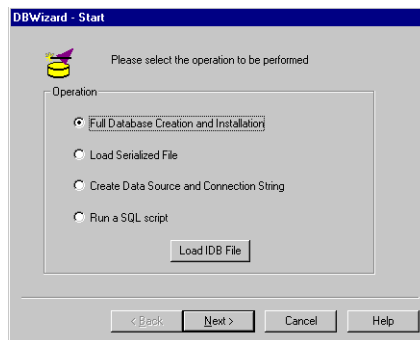 DBWizard - Start
Please select the operation to be performed
Operation
Full Database Creation and Installation
Load Serialized File
Create Data Source and Connection String
Run a SQL script
Load IDB File
< Back Next > Cancel Help